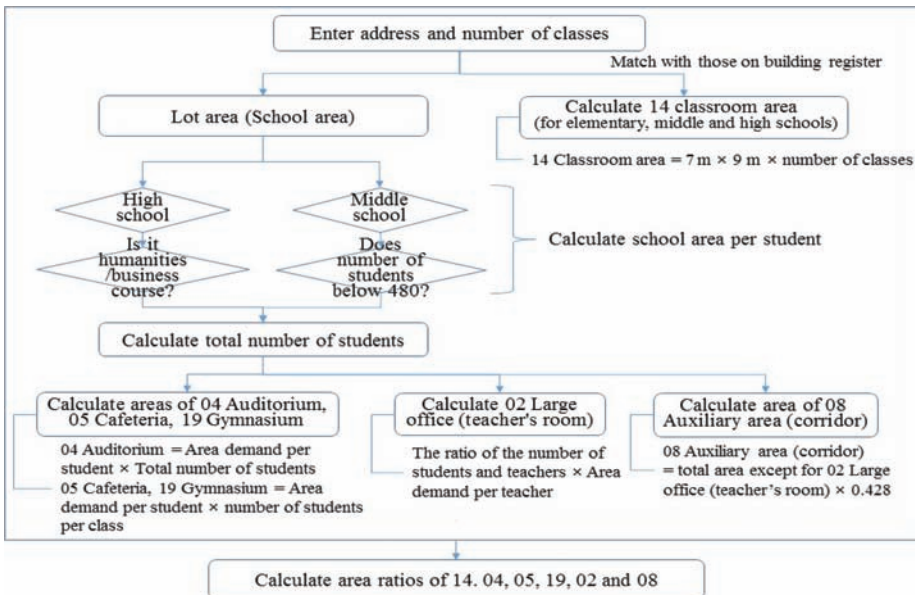 Enter address and number of classes
Match with those on building register
Lot area (School area)
Calculate 14 classroom area
(for elementary, middle and high schools)
14 Classroom area = 7 m × 9 m × number of classes
High
school
Middle
school
Is it
humanities
/business
course?
Does
number of
students
below 480?
Calculate school area per student
Calculate total number of students
Calculate areas of 04 Auditorium,
05 Cafeteria, 19 Gymnasium
04 Auditorium = Area demand per
student × Total number of students
05 Cafeteria, 19 Gymnasium = Area
demand per student × number of students
per class
Calculate 02 Large
office (teacher's room)
The ratio of the number of
students and teachers × Area
demand per teacher
Calculate area of 08
Auxiliary area (corridor)
08 Auxiliary area (corridor)
= total area except for 02 Large
office (teacher's room) × 0.428
Calculate area ratios of 14. 04, 05, 19, 02 and 08